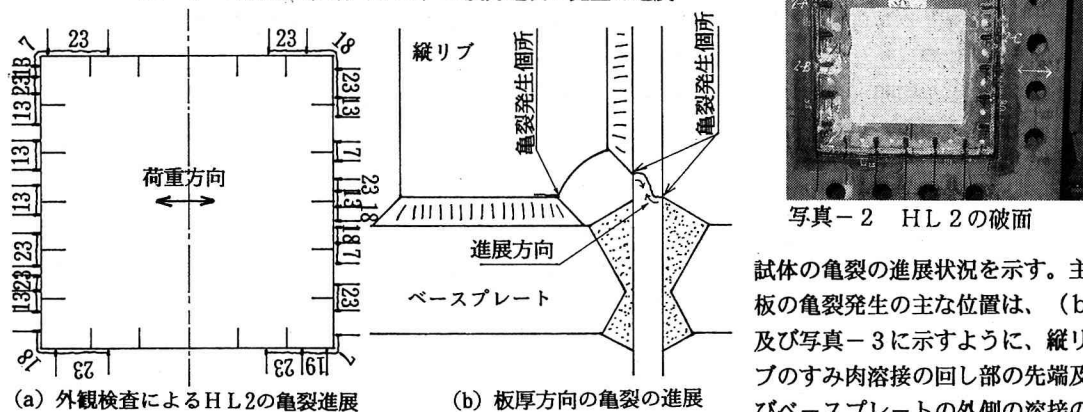 7
23
23
18
13
23
13
13
13
23
23
13
18
23
23
19
7
23
13
7
23
13
18
18
7
23
荷重方向
(a) 外観検査によるHL2の亀裂進展
縦リブ
亀裂発生個所
亀裂発生個所
進展方向
ベースプレート
(b) 板厚方向の亀裂の進展
2-B
2-C
写真-2 HL2の破面
試体の亀裂の進展状況を示す。主
板の亀裂発生の主な位置は、(b
及び写真-3に示すように、縦リ
ブのすみ肉溶接の回し部の先端及
びベースプレートの外側の溶接の